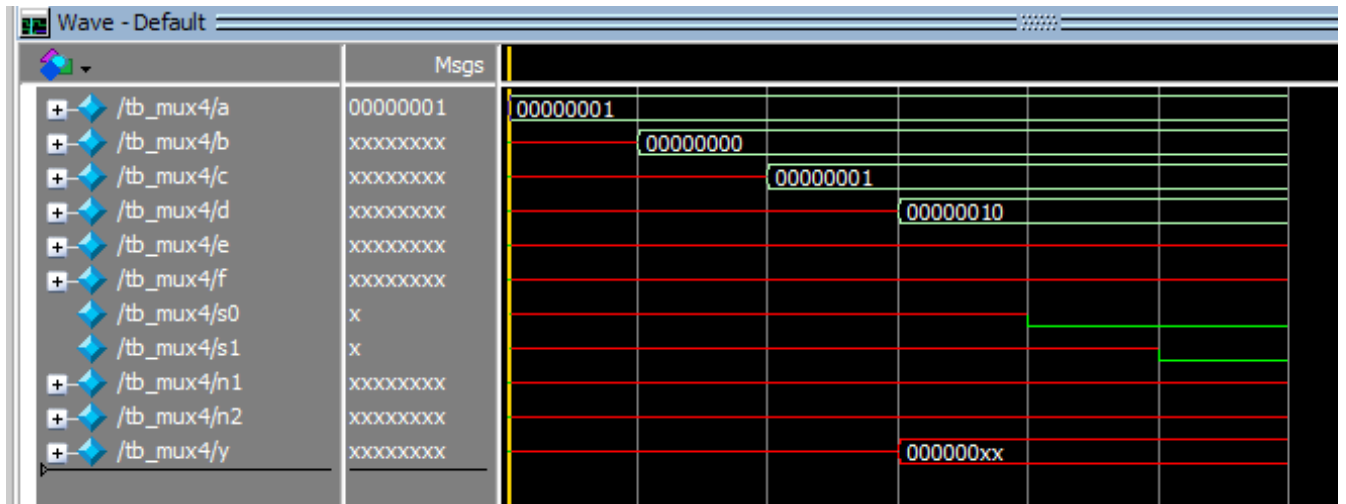 Wave - Default
Msgs
/tb_mux4/a 00000001 00000001
/tb_mux4/b xxxxxxxx 00000000
/tb_mux4/c xxxxxxxx 00000001
/tb_mux4/d xxxxxxxx 00000010
/tb_mux4/e xxxxxxxx
/tb_mux4/f xxxxxxxx
/tb_mux4/s0 x
/tb_mux4/s1 x
/tb_mux4/n1 xxxxxxxx
/tb_mux4/n2 xxxxxxxx
/tb_mux4/y xxxxxxxx 000000xx